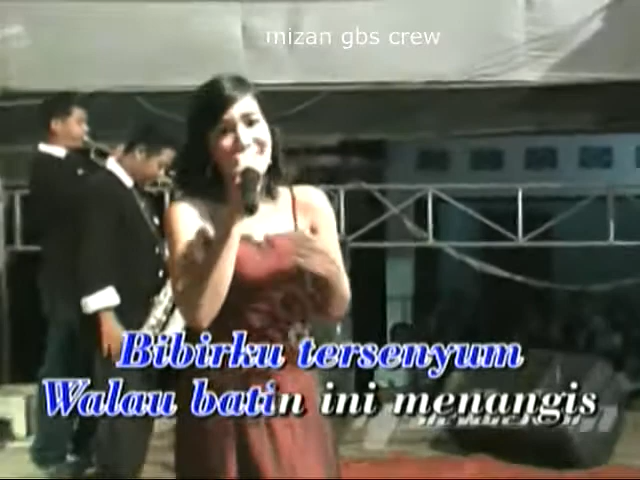 mizan gbs crew
Bibirku tersenyum
Walau batin ini menangis